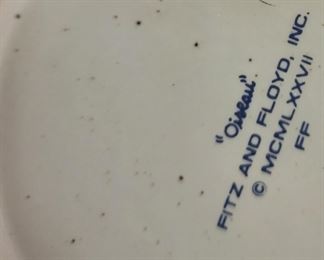 "Oiseau"
FITZ AND FLOYD, INC.
© MCMLXXVII
FF